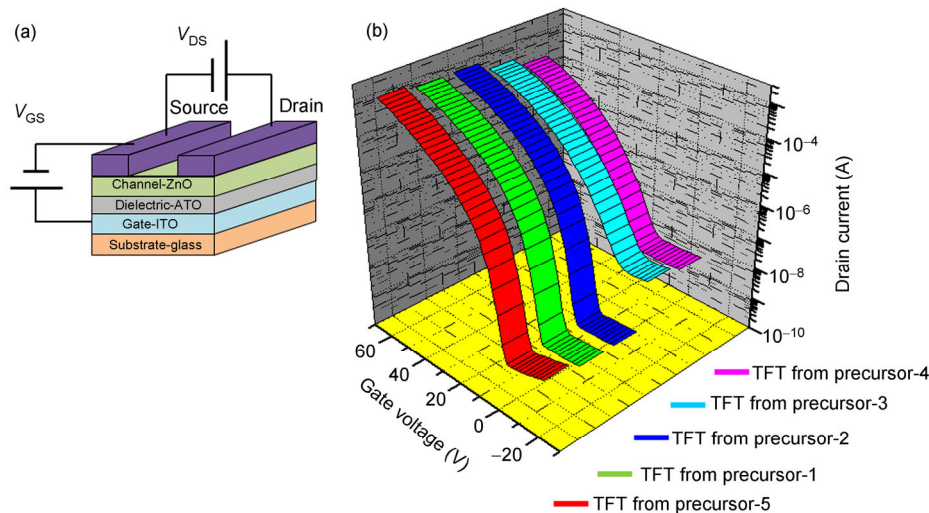 (a)
V_DS
V_GS
Source
Drain
Channel-ZnO
Dielectric-ATO
Gate-ITO
Substrate-glass
(b)
10⁻⁴
10⁻⁶
10⁻⁸
10⁻¹⁰
Drain current (A)
60
40
20
0
−20
Gate voltage (V)
TFT from precursor-4
TFT from precursor-3
TFT from precursor-2
TFT from precursor-1
TFT from precursor-5